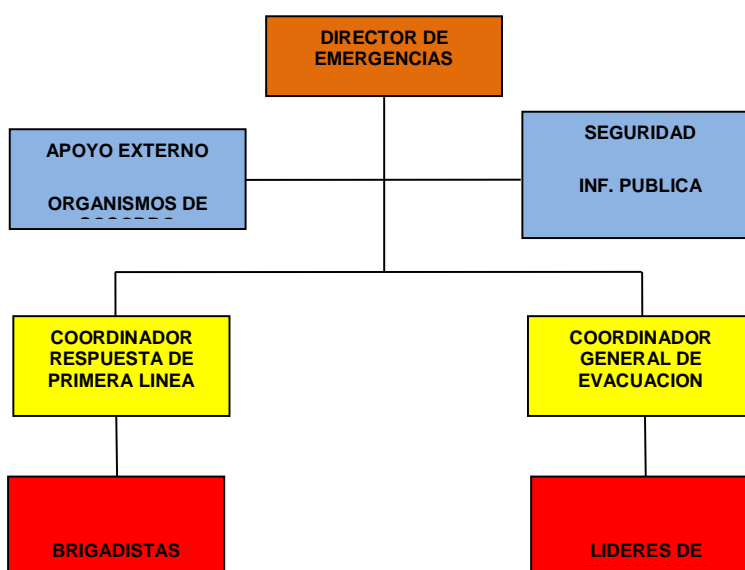 DIRECTOR DE
EMERGENCIAS
APOYO EXTERNO
ORGANISMOS DE
SEGURIDAD
INF. PUBLICA
COORDINADOR
RESPUESTA DE
PRIMERA LINEA
COORDINADOR
GENERAL DE
EVACUACION
BRIGADISTAS
LIDERES DE